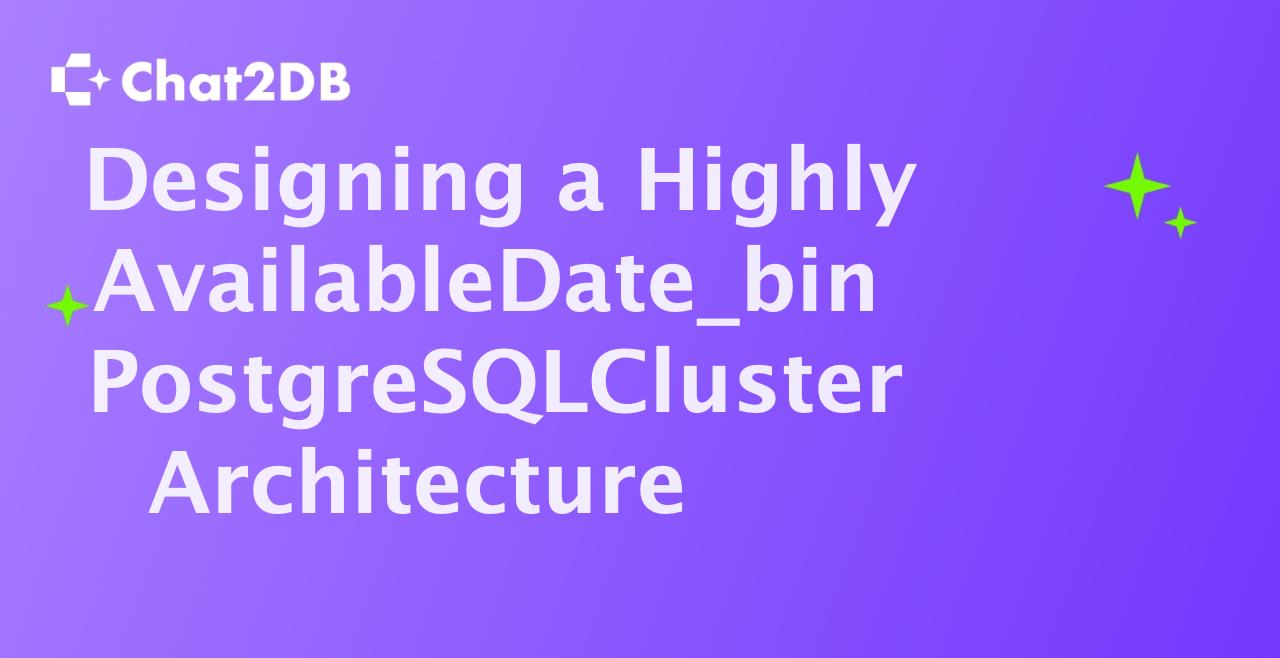 Chat2DB
Designing a Highly
AvailableDate_bin
PostgreSQLCluster
Architecture